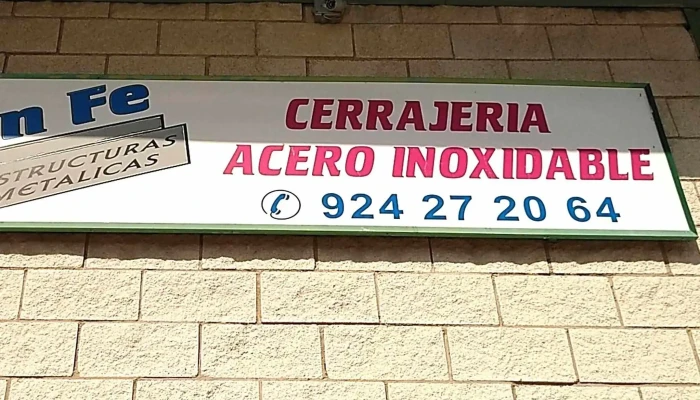 n Fe
STRUCTURAS
METALICAS
CERRAJERIA
ACERO INOXIDABLE
924 27 20 64